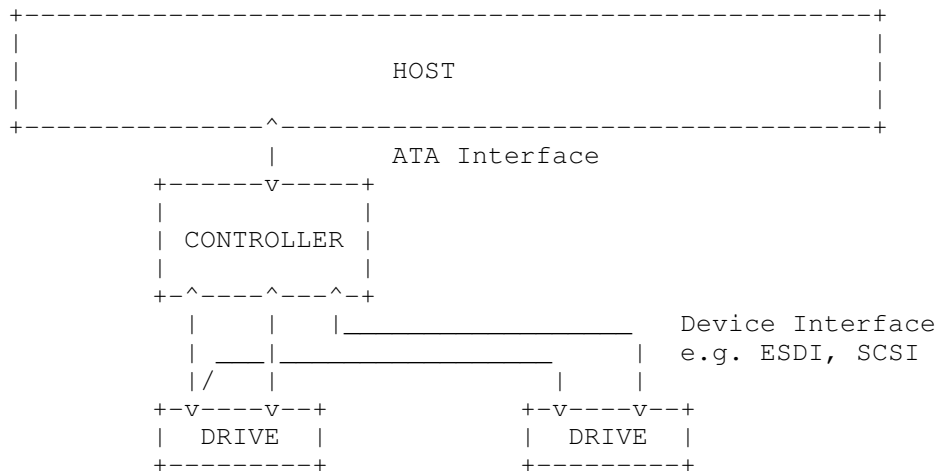 HOST
ATA Interface
CONTROLLER
Device Interface
e.g. ESDI, SCSI
DRIVE DRIVE